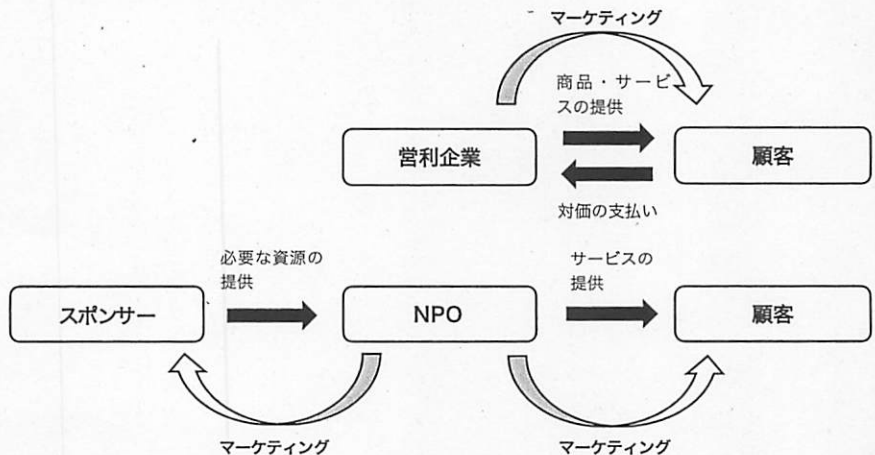 マーケティング
商品・サービ
スの提供
営利企業
顧客
対価の支払い
必要な資源の
提供
サービスの
提供
スポンサー
NPO
顧客
マーケティング
マーケティング